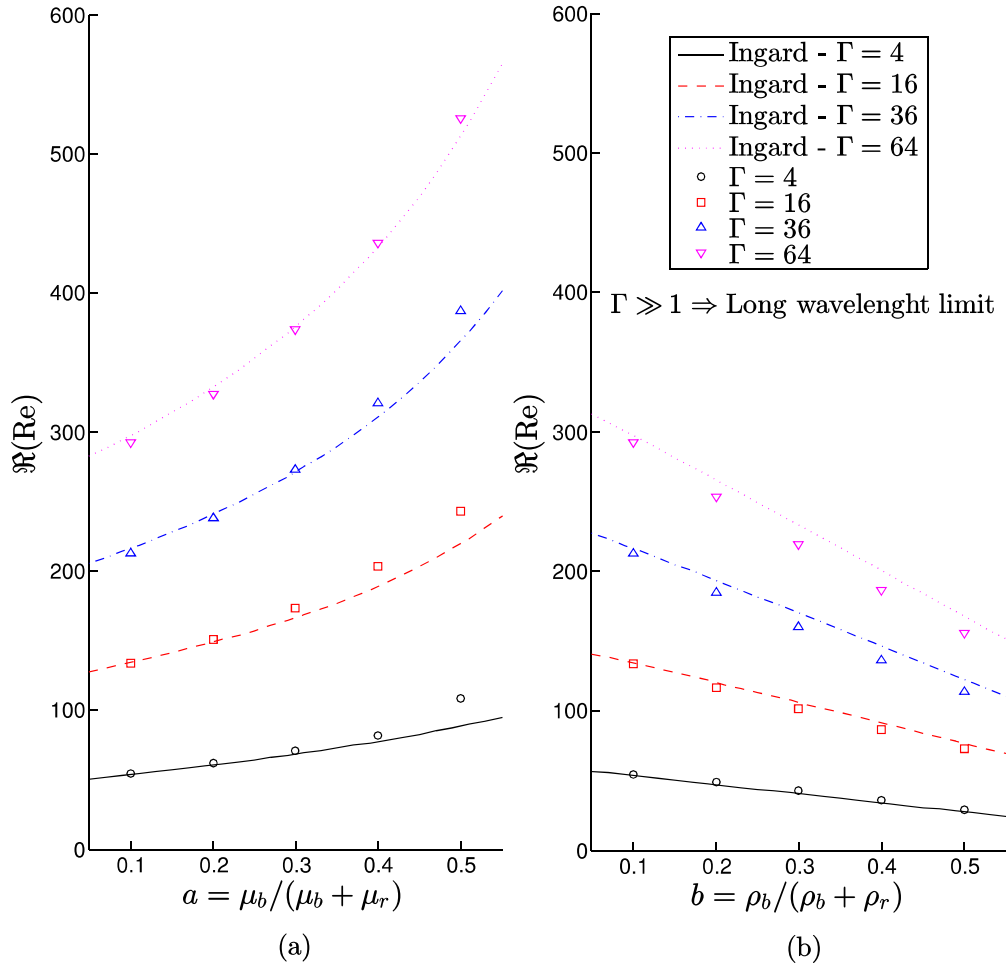 600
500
400
300
200
100
0
ℜ(Re)
0.1 0.2 0.3 0.4 0.5
a = μ_b/(μ_b + μ_r)
(a)
600
500
400
300
200
100
0
ℜ(Re)
Ingard - Γ = 4
Ingard - Γ = 16
Ingard - Γ = 36
Ingard - Γ = 64
Γ = 4
Γ = 16
Γ = 36
Γ = 64
Γ ≫ 1 ⇒ Long wavelenght limit
0.1 0.2 0.3 0.4 0.5
b = ρ_b/(ρ_b + ρ_r)
(b)